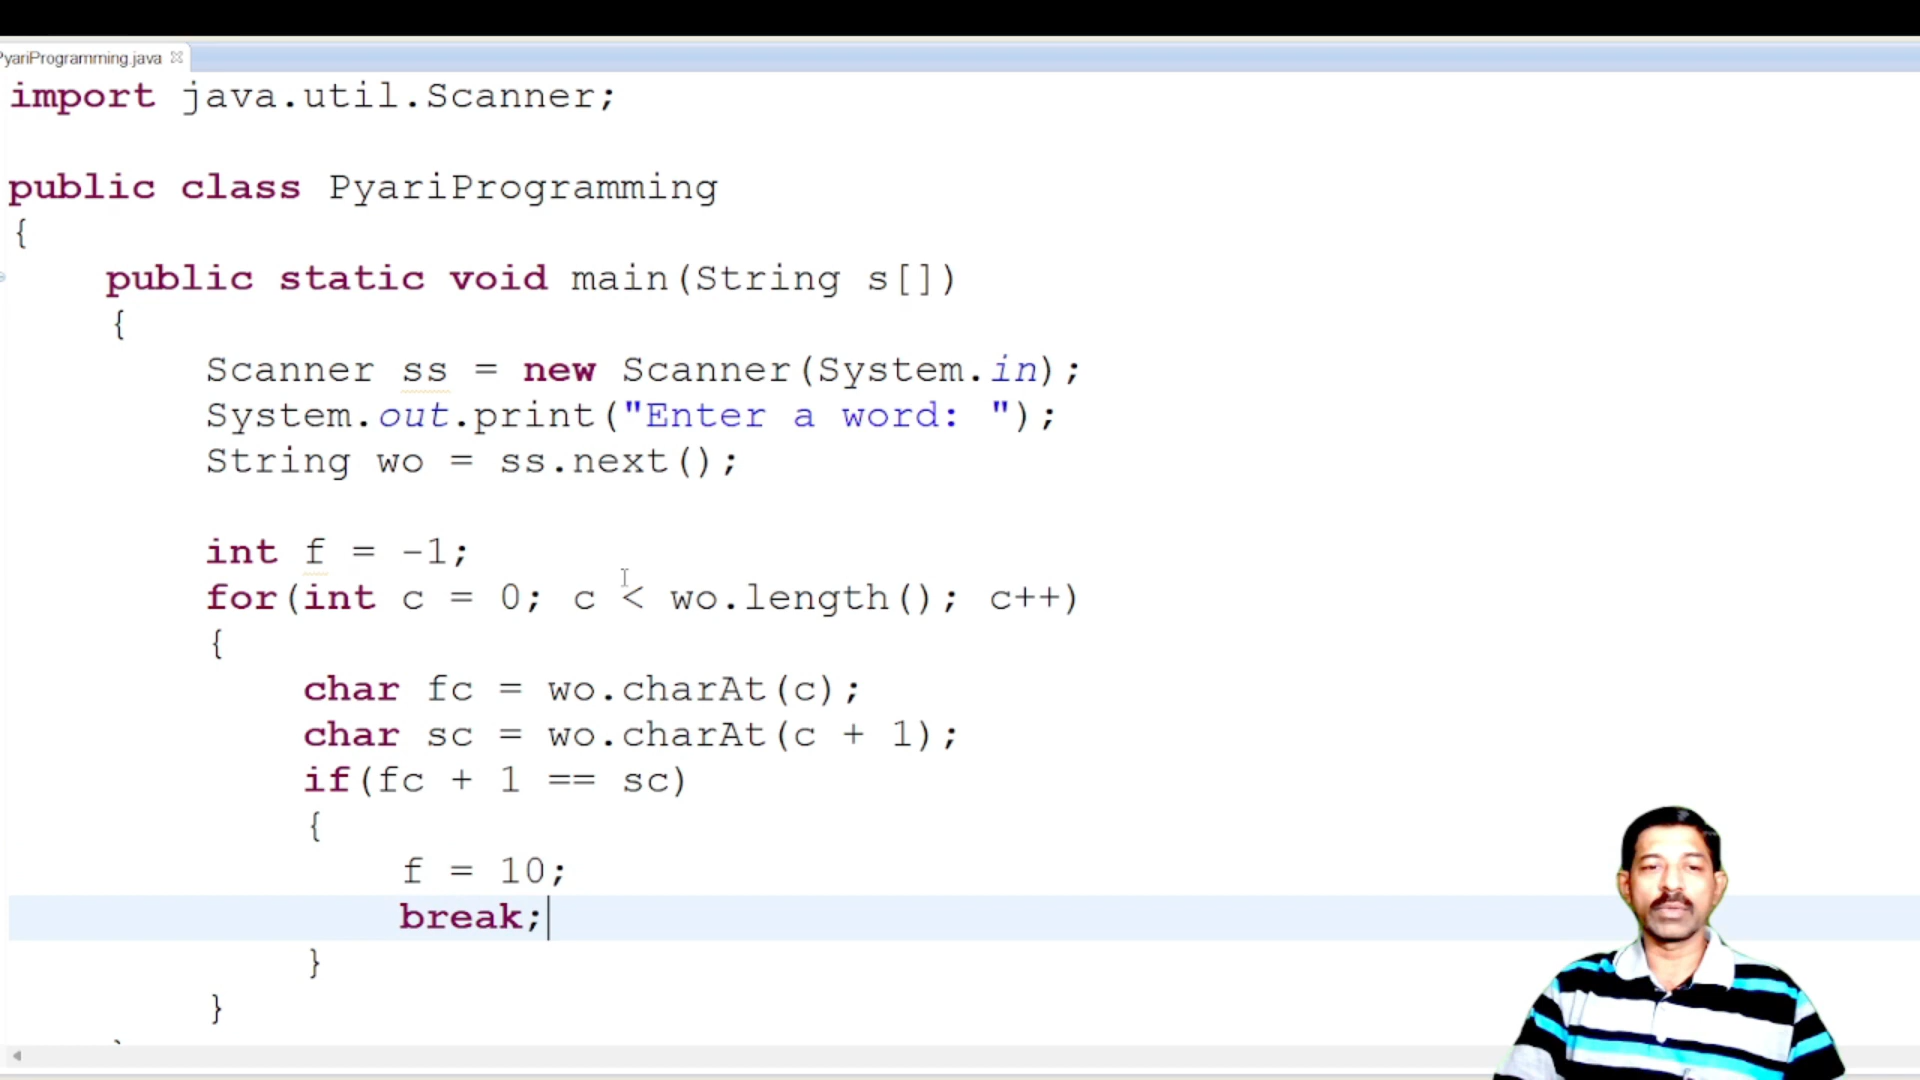 PyariProgramming.java
import java.util.Scanner;
public class PyariProgramming
{
public static void main(String s[])
{
Scanner ss = new Scanner(System.in);
System.out.print("Enter a word: ");
String wo = ss.next();
int f = -1;
for(int c = 0; c < wo.length(); c++)
{
char fc = wo.charAt(c);
char sc = wo.charAt(c + 1);
if(fc + 1 == sc)
{
f = 10;
break;
}
}